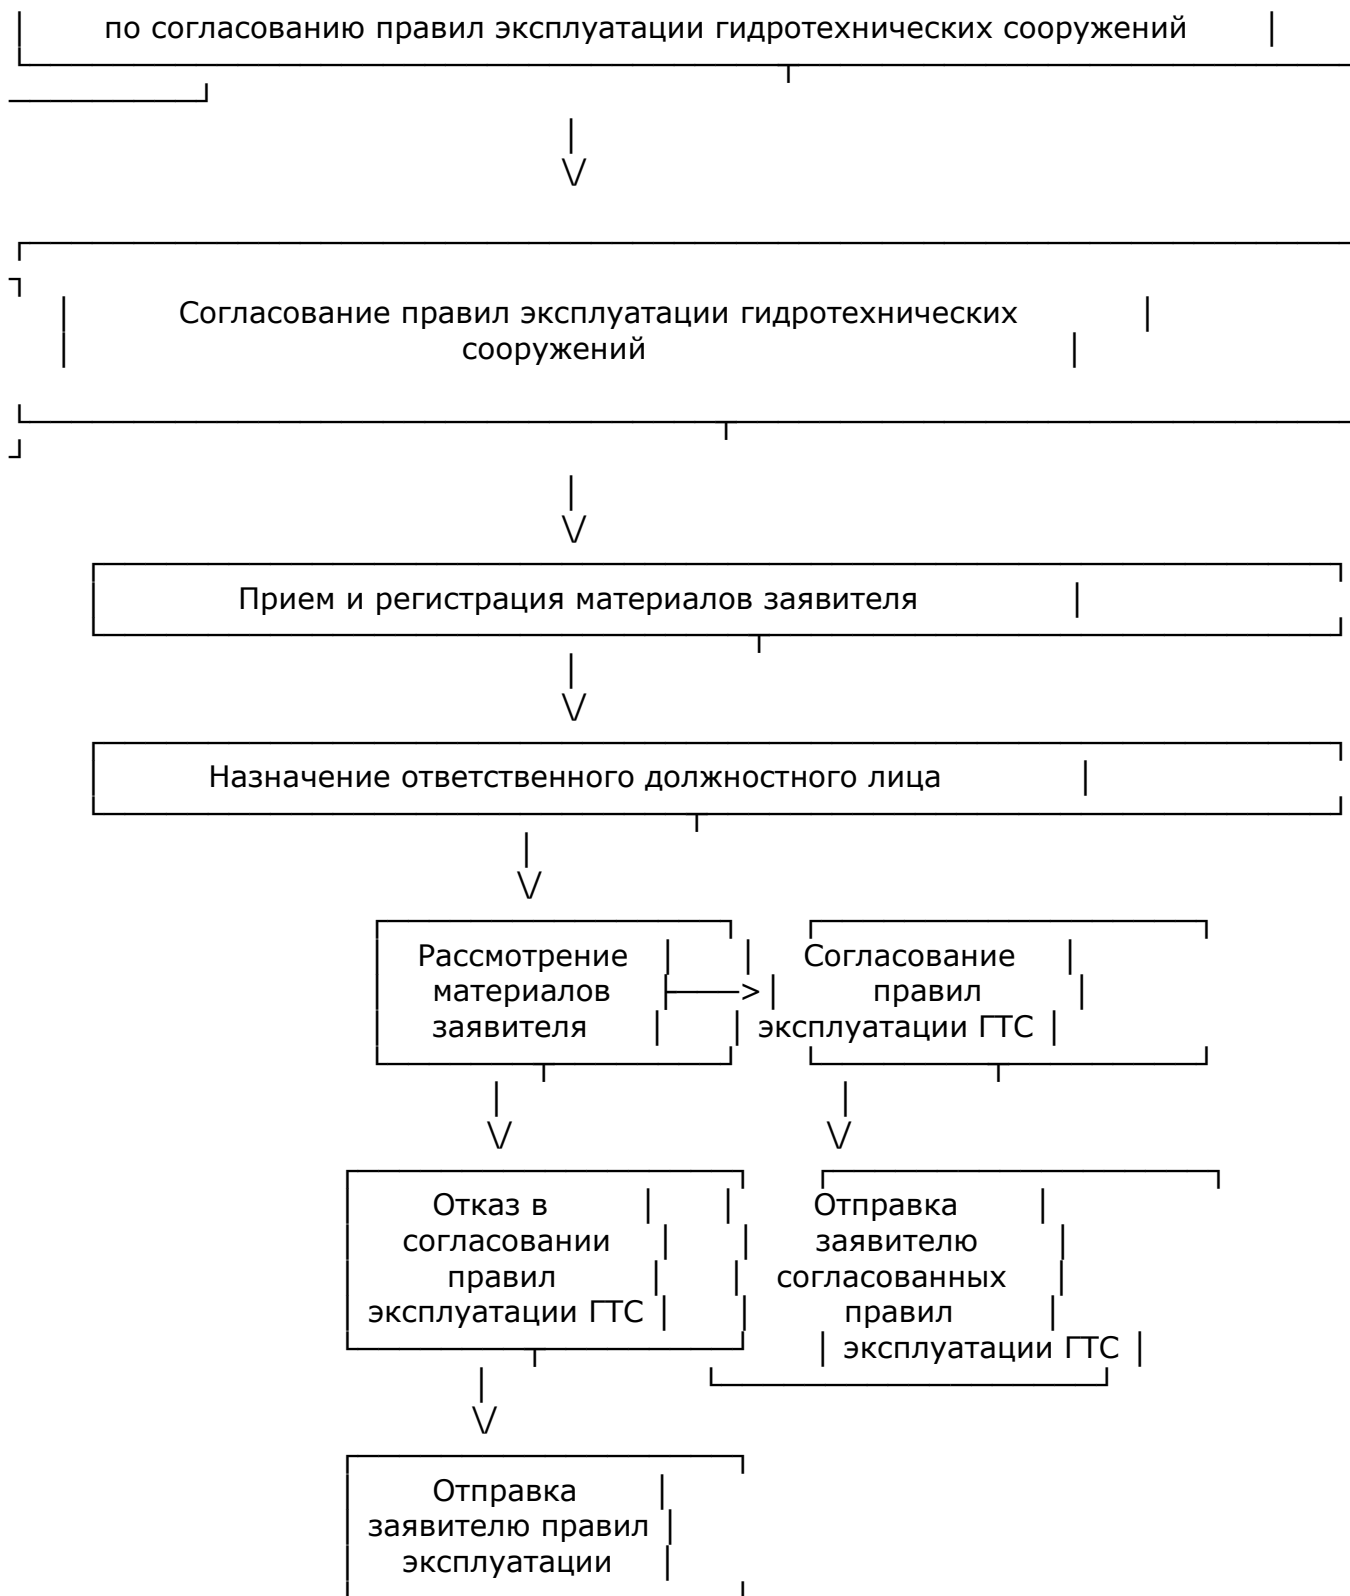 по согласованию правил эксплуатации гидротехнических сооружений
Согласование правил эксплуатации гидротехнических
сооружений
Прием и регистрация материалов заявителя
Назначение ответственного должностного лица
Рассмотрение
материалов
заявителя
Согласование
правил
эксплуатации ГТС
Отказ в
согласовании
правил
эксплуатации ГТС
Отправка
заявителю
согласованных
правил
эксплуатации ГТС
Отправка
заявителю правил
эксплуатации